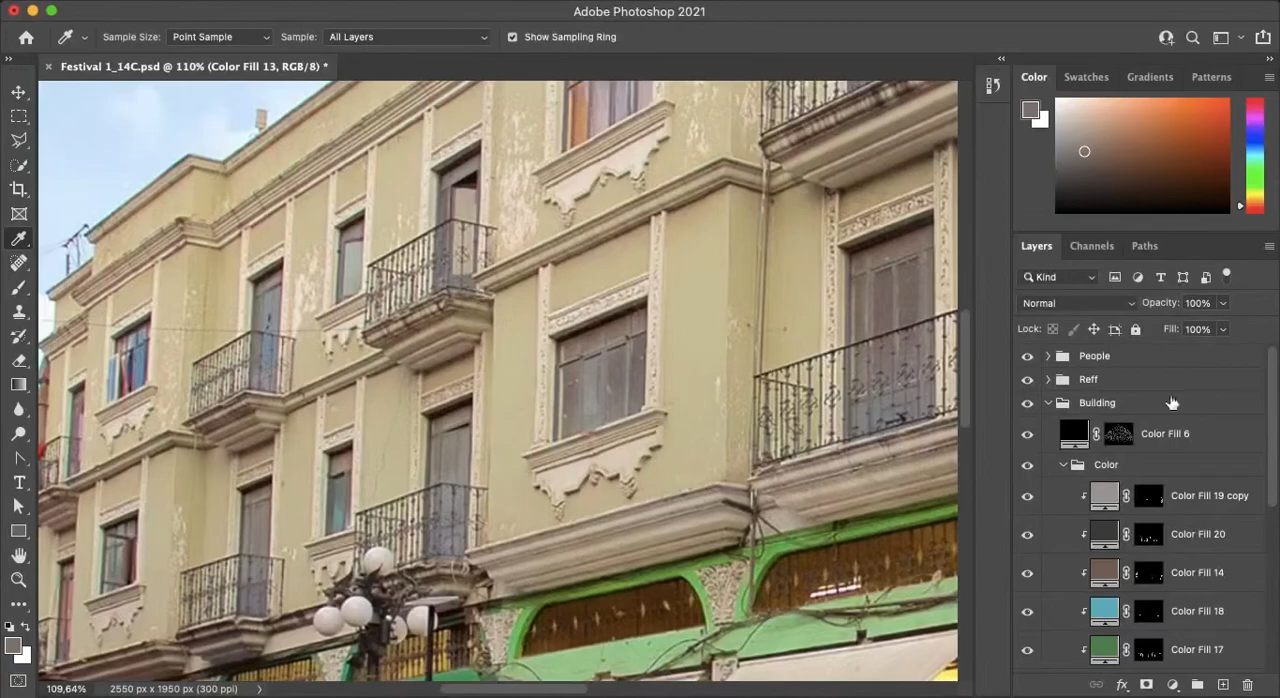 Adobe Photoshop 2021
Sample Size: Point Sample Sample: All Layers Show Sampling Ring
Festival 1_14C.psd @ 110% (Color Fill 13, RGB/8) *
Color Swatches Gradients Patterns
Layers Channels Paths
Kind
Normal Opacity: 100%
Lock: Fill: 100%
People
Reff
Building
Color Fill 6
Color
Color Fill 19 copy
Color Fill 20
Color Fill 14
Color Fill 18
Color Fill 17
109,64% 2550 px x 1950 px (300 ppi)